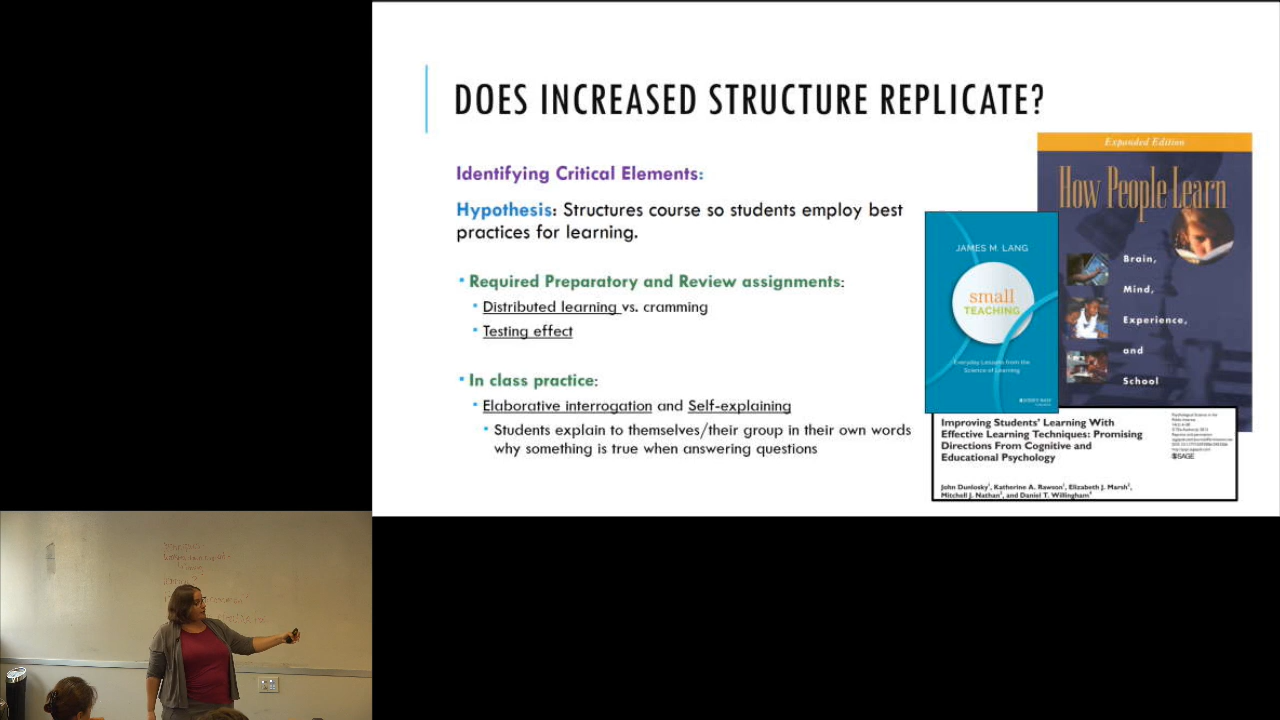 DOES INCREASED STRUCTURE REPLICATE?
Identifying Critical Elements:
Hypothesis: Structures course so students employ best
practices for learning.
• Required Preparatory and Review assignments:
• Distributed learning vs. cramming
• Testing effect
• In class practice:
• Elaborative interrogation and Self-explaining
• Students explain to themselves/their group in their own words
why something is true when answering questions
Expanded Edition
How People Learn
Brain,
Mind,
Experience,
and
School
JAMES M. LANG
small
TEACHING
Everyday Lessons from the
Science of Learning
Improving Students' Learning With
Effective Learning Techniques: Promising
Directions From Cognitive and
Educational Psychology
SAGE
John Dunlosky1, Katherine A. Rawson1, Elizabeth J. Marsh2,
Mitchell J. Nathan3, and Daniel T. Willingham4